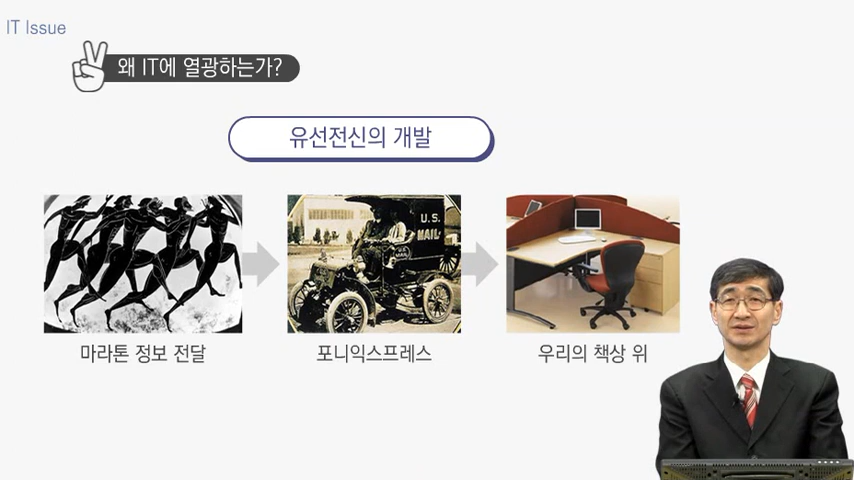 IT Issue
왜 IT에 열광하는가?
유선전신의 개발
U.S.
MAIL
마라톤 정보 전달
포니익스프레스
우리의 책상 위